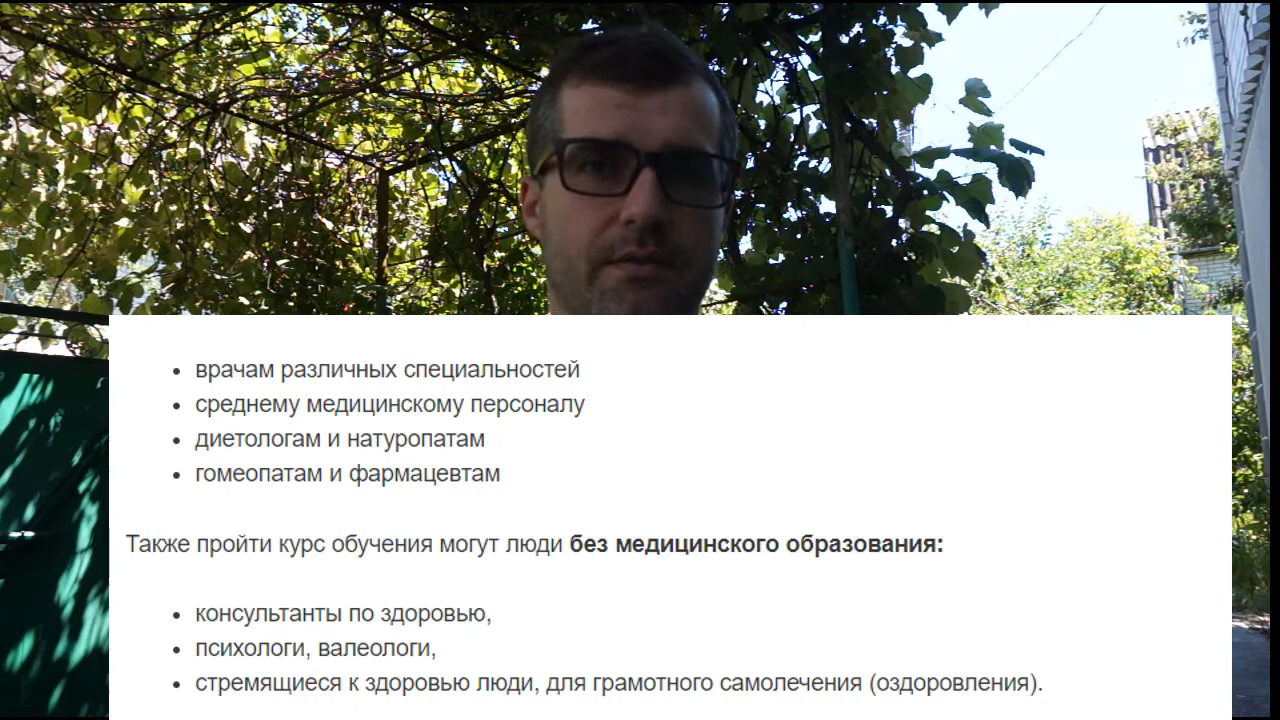 врачам различных специальностей
среднему медицинскому персоналу
диетологам и натуропатам
гомеопатам и фармацевтам
Также пройти курс обучения могут люди без медицинского образования:
консультанты по здоровью,
психологи, валеологи,
стремящиеся к здоровью люди, для грамотного самолечения (оздоровления).